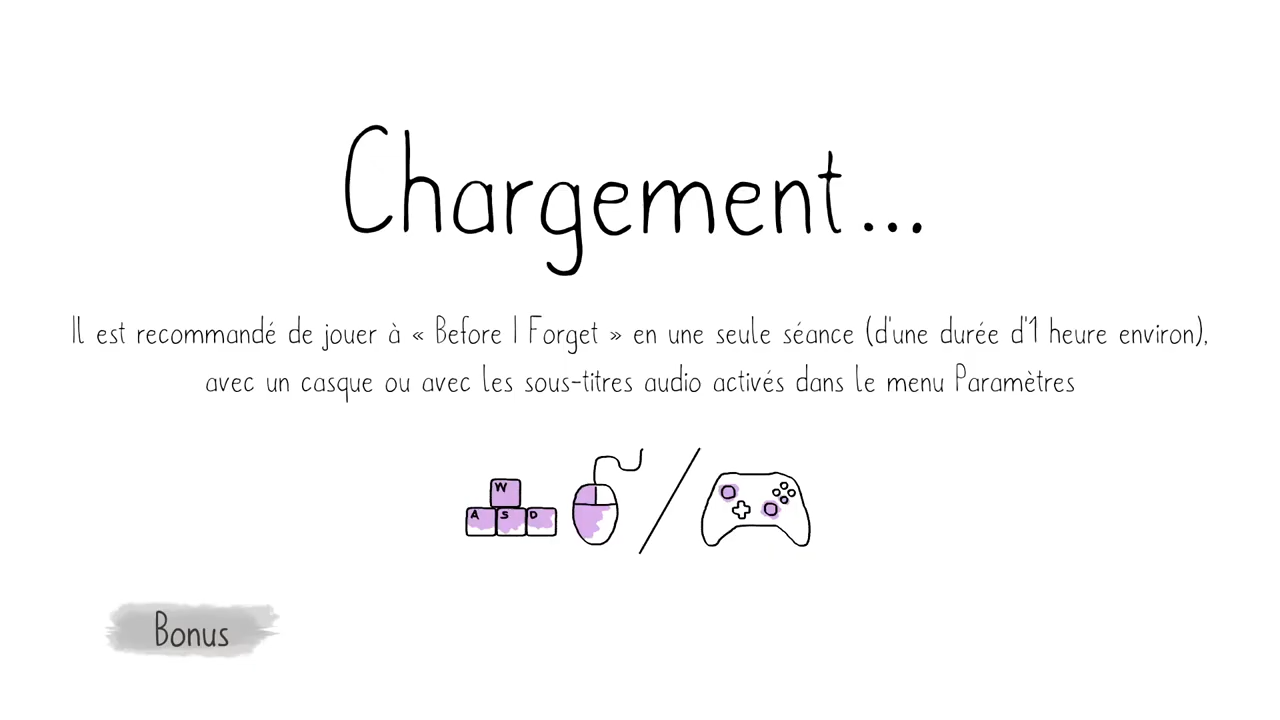 Chargement...
Il est recommandé de jouer à « Before I Forget » en une seule séance (d'une durée d'1 heure environ),
avec un casque ou avec les sous-titres audio activés dans le menu Paramètres
W
A S D
Bonus